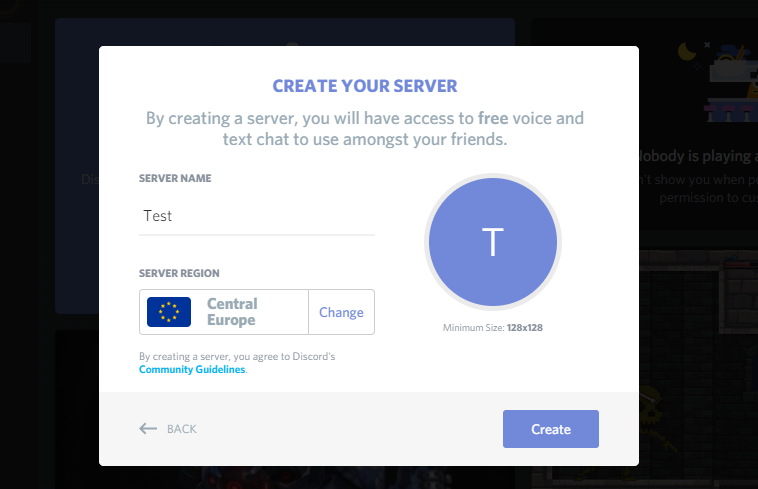 CREATE YOUR SERVER
By creating a server, you will have access to free voice and
text chat to use amongst your friends.
SERVER NAME
Test
T
SERVER REGION
Central
Europe
Change
Minimum Size: 128x128
By creating a server, you agree to Discord's
Community Guidelines.
BACK
Create
Nobody is playing
't show you when
permission to